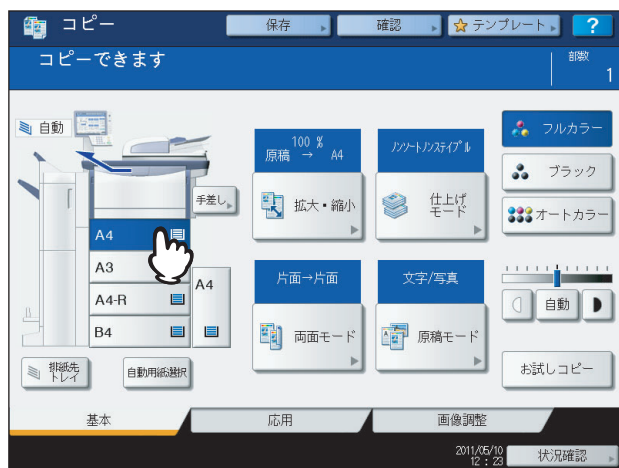 コピー
保存
確認
テンプレート
?
コピーできます
部数
1
自動
手差し
A4
A3
A4-R
B4
A4
排紙先
トレイ
自動用紙選択
100 %
原稿 → A4
拡大・縮小
ノンソートノンステイプル
仕上げ
モード
片面→片面
両面モード
文字/写真
原稿モード
フルカラー
ブラック
オートカラー
自動
お試しコピー
基本
応用
画像調整
2011/05/10
12 : 23
状況確認